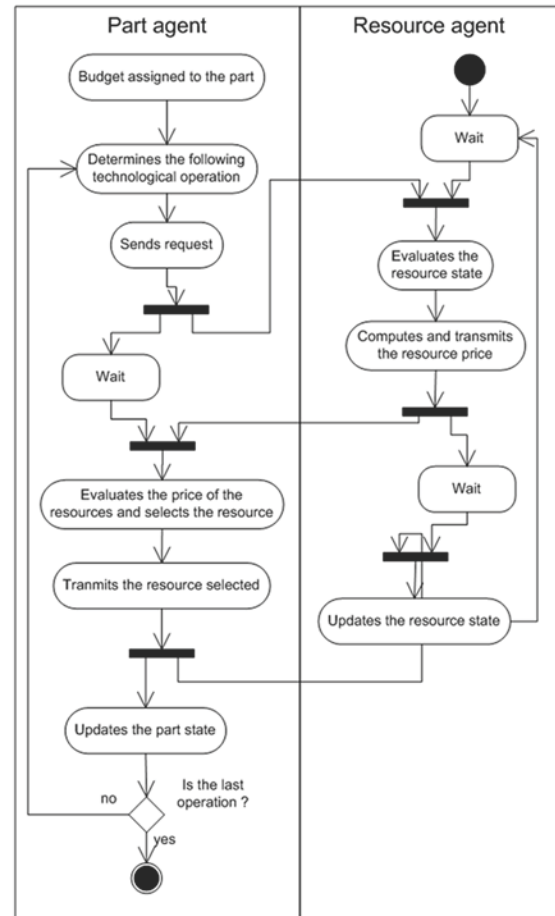 Part agent
Budget assigned to the part
Determines the following
technological operation
Sends request
Wait
Evaluates the price of the
resources and selects the resource
Tranmits the resource selected
Updates the part state
Is the last
operation ?
no
yes
Resource agent
Wait
Evaluates the
resource state
Computes and transmits
the resource price
Wait
Updates the resource state